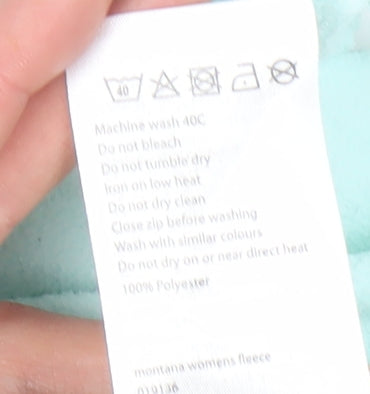 40
Machine wash 40C
Do not bleach
Do not tumble dry
Iron on low heat
Do not dry clean
Close zip before washing
Wash with similar colours
Do not dry on or near direct heat
100% Polyester
montana womens fleece
019136